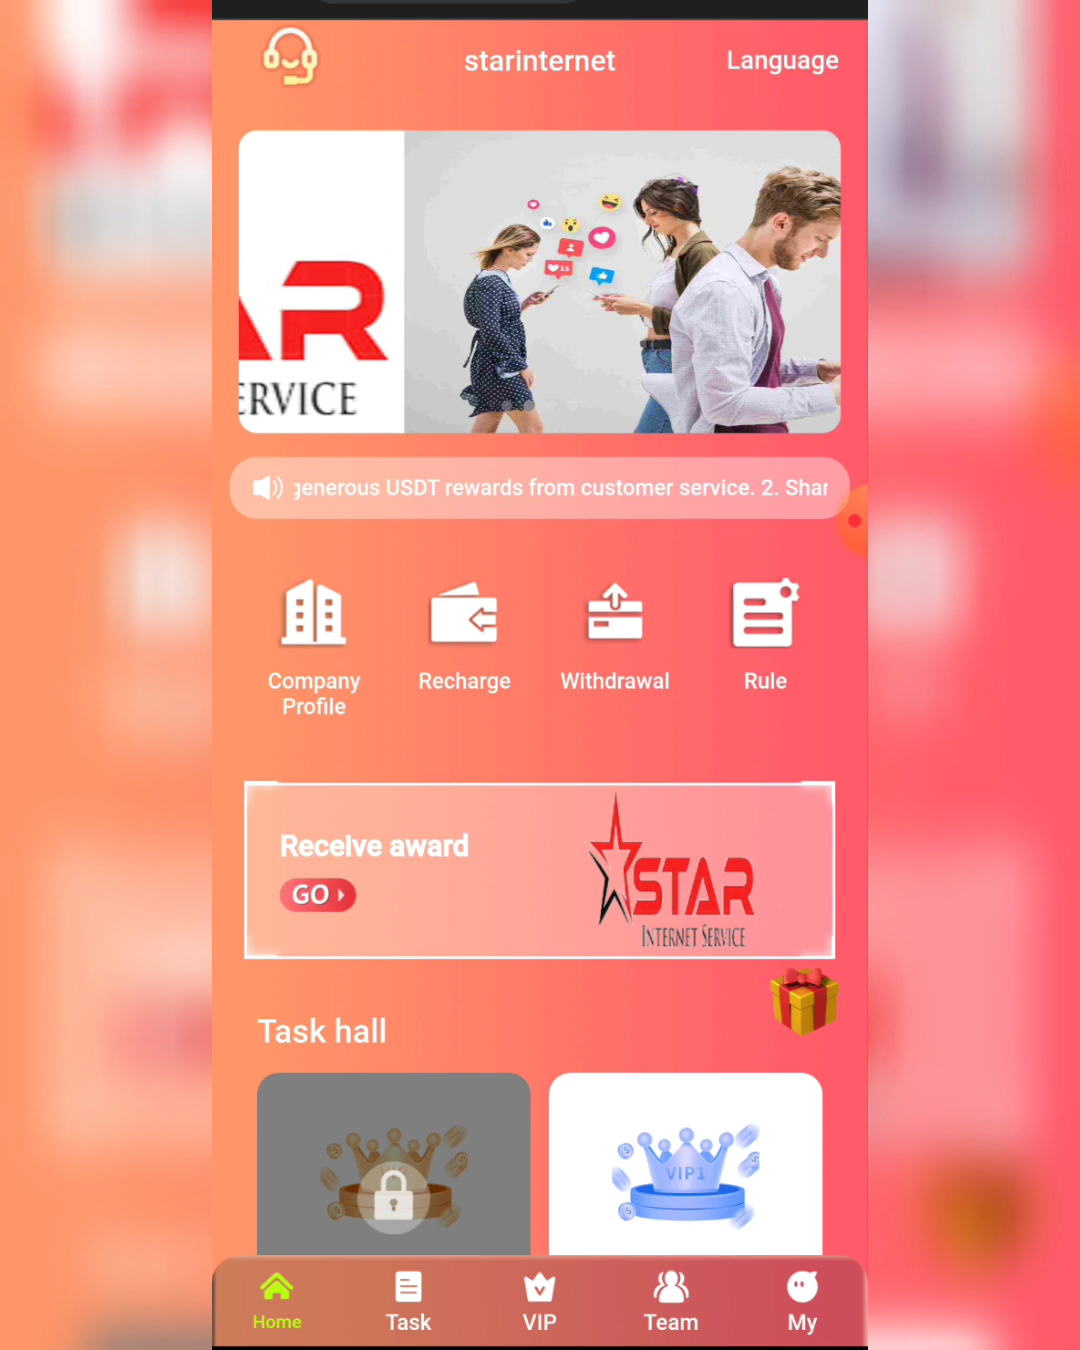 starinternet
Language
AR
ERVICE
generous USDT rewards from customer service. 2. Shar
Company
Profile
Recharge
Withdrawal
Rule
Receive award
GO
STAR
INTERNET SERVICE
Task hall
VIP1
Home
Task
VIP
Team
My